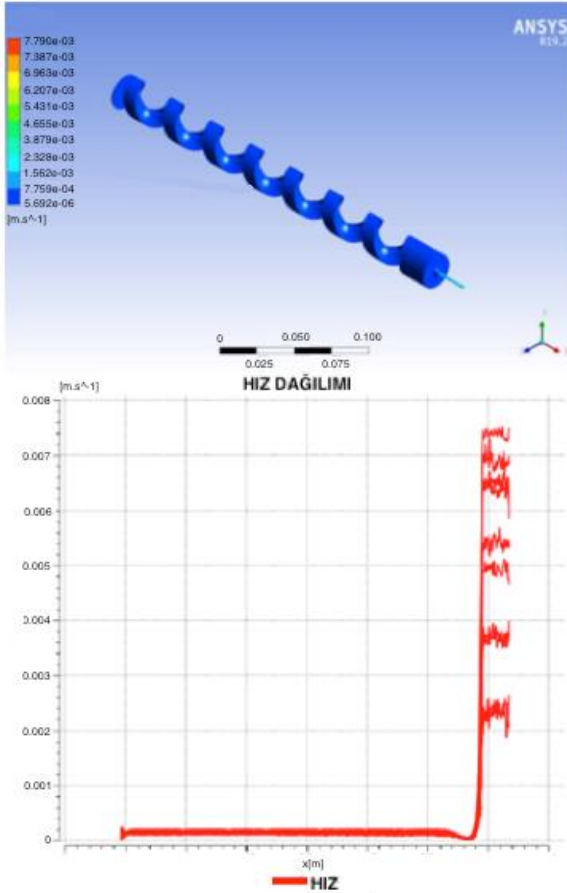 ANSYS
R19.2
7.790e-03
7.387e-03
6.963e-03
6.207e-03
5.431e-03
4.655e-03
3.879e-03
2.328e-03
1.562e-03
7.759e-04
5.692e-06
[m.s^-1]
0 0.050 0.100
0.025 0.075
HIZ DAĞILIMI
[m.s^-1]
0.008
0.007
0.006
0.005
0.004
0.003
0.002
0.001
0
x[m]
HIZ